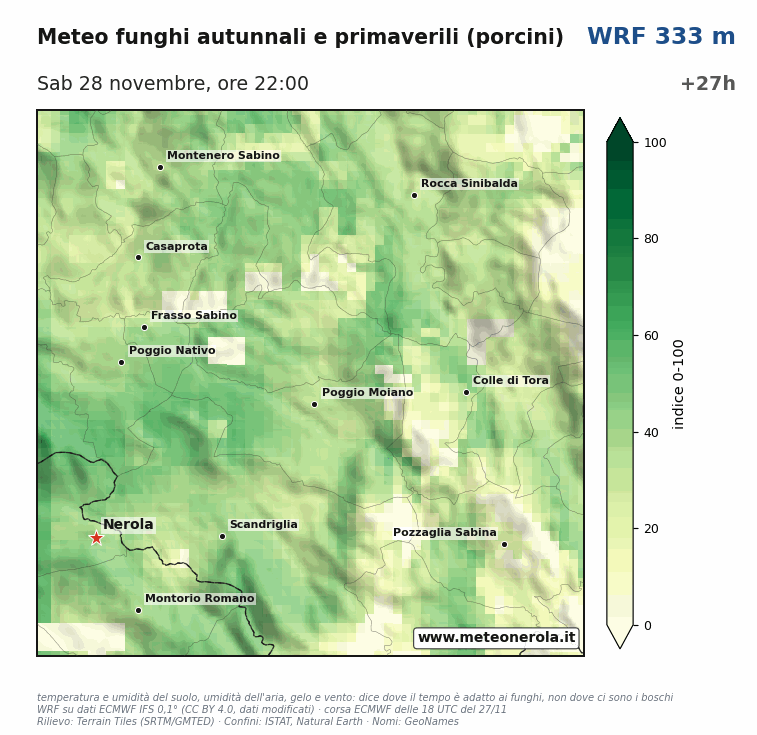 Meteo funghi autunnali e primaverili (porcini) WRF 333 m
Sab 28 novembre, ore 22:00 +27h
Montenero Sabino
Rocca Sinibalda
Casaprota
Frasso Sabino
Poggio Nativo
Colle di Tora
Poggio Moiano
Nerola
Scandriglia
Pozzaglia Sabina
Montorio Romano
www.meteonerola.it
100
80
60
40
20
0
indice 0-100
temperatura e umidità del suolo, umidità dell'aria, gelo e vento: dice dove il tempo è adatto ai funghi, non dove ci sono i boschi
WRF su dati ECMWF IFS 0,1° (CC BY 4.0, dati modificati) · corsa ECMWF delle 18 UTC del 27/11
Rilievo: Terrain Tiles (SRTM/GMTED) · Confini: ISTAT, Natural Earth · Nomi: GeoNames